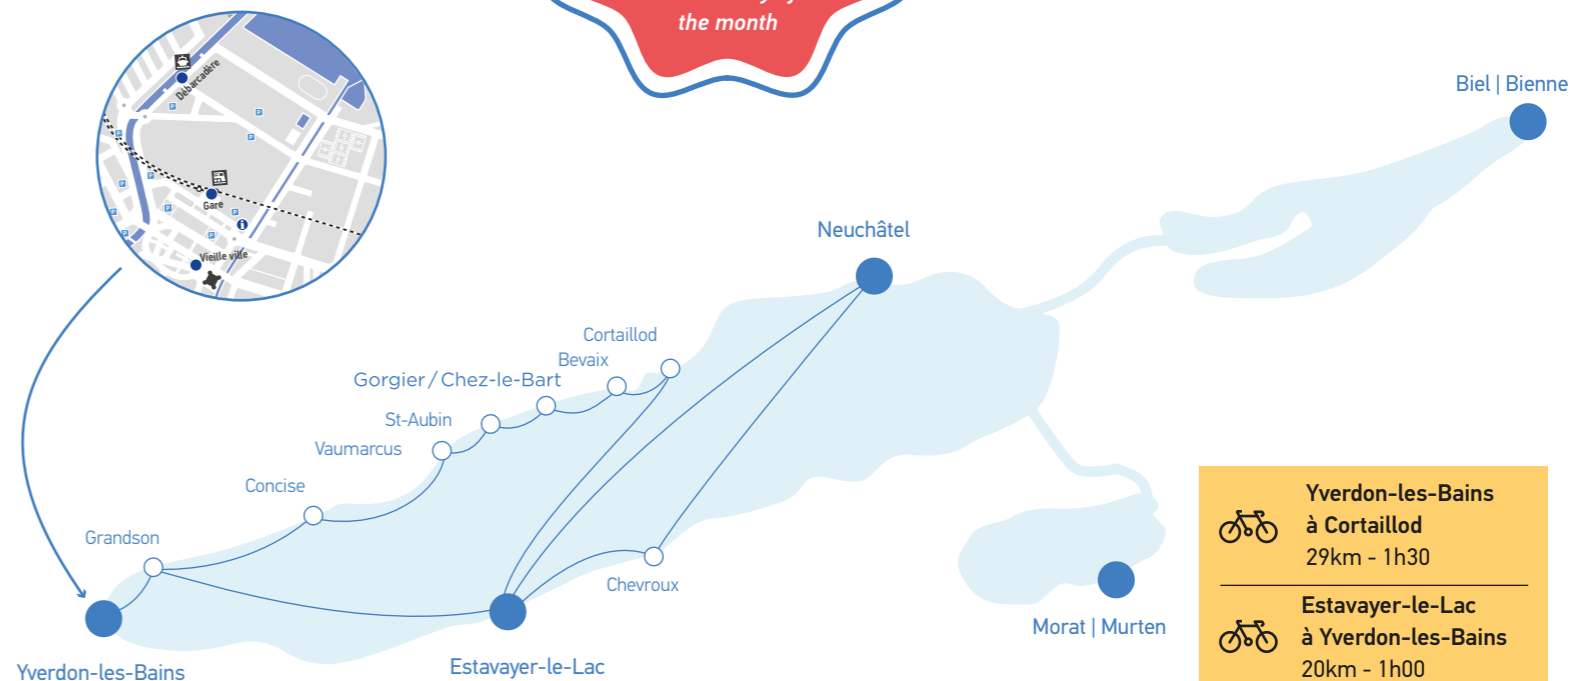 the month
Débarcadère
Gare
Vieille ville
Biel | Bienne
Neuchâtel
Cortaillod
Bevaix
Gorgier / Chez-le-Bart
St-Aubin
Vaumarcus
Concise
Grandson
Chevroux
Yverdon-les-Bains
Estavayer-le-Lac
Morat | Murten
Yverdon-les-Bains
à Cortaillod
29km - 1h30
Estavayer-le-Lac
à Yverdon-les-Bains
20km - 1h00